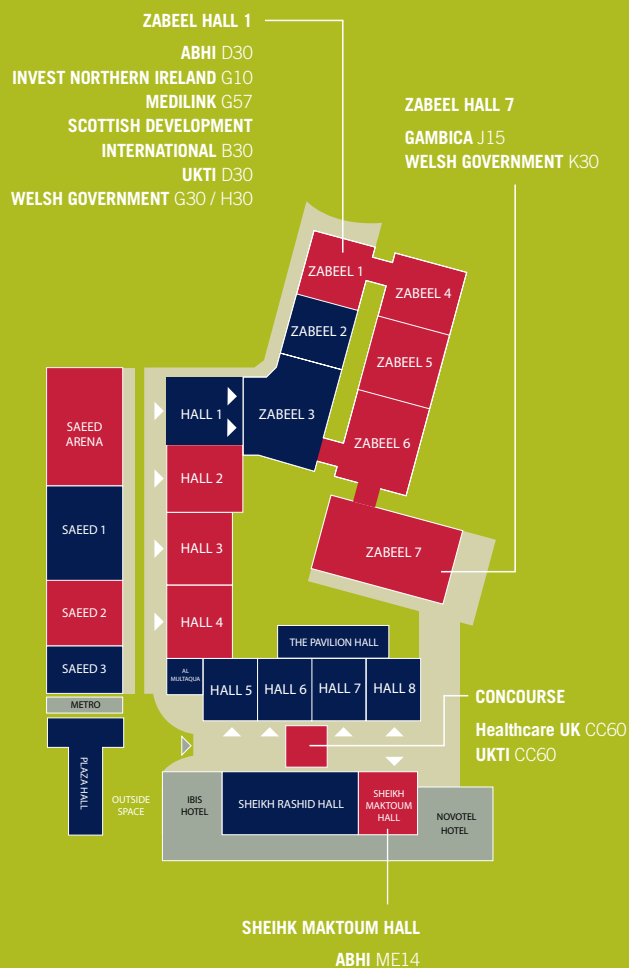 ZABEEL HALL 1
ABHI D30
INVEST NORTHERN IRELAND G10
MEDILINK G57
SCOTTISH DEVELOPMENT
INTERNATIONAL B30
UKTI D30
WELSH GOVERNMENT G30 / H30
ZABEEL HALL 7
GAMBICA J15
WELSH GOVERNMENT K30
ZABEEL 1
ZABEEL 4
ZABEEL 2
ZABEEL 5
ZABEEL 3
ZABEEL 6
HALL 1
SAEED
ARENA
HALL 2
SAEED 1
HALL 3
ZABEEL 7
SAEED 2
HALL 4
THE PAVILION HALL
SAEED 3
AL
MULTAQUA
HALL 5
HALL 6
HALL 7
HALL 8
METRO
CONCOURSE
Healthcare UK CC60
UKTI CC60
PLAZA HALL
OUTSIDE
SPACE
IBIS
HOTEL
SHEIKH RASHID HALL
SHEIKH
MAKTOUM
HALL
NOVOTEL
HOTEL
SHEIHK MAKTOUM HALL
ABHI ME14